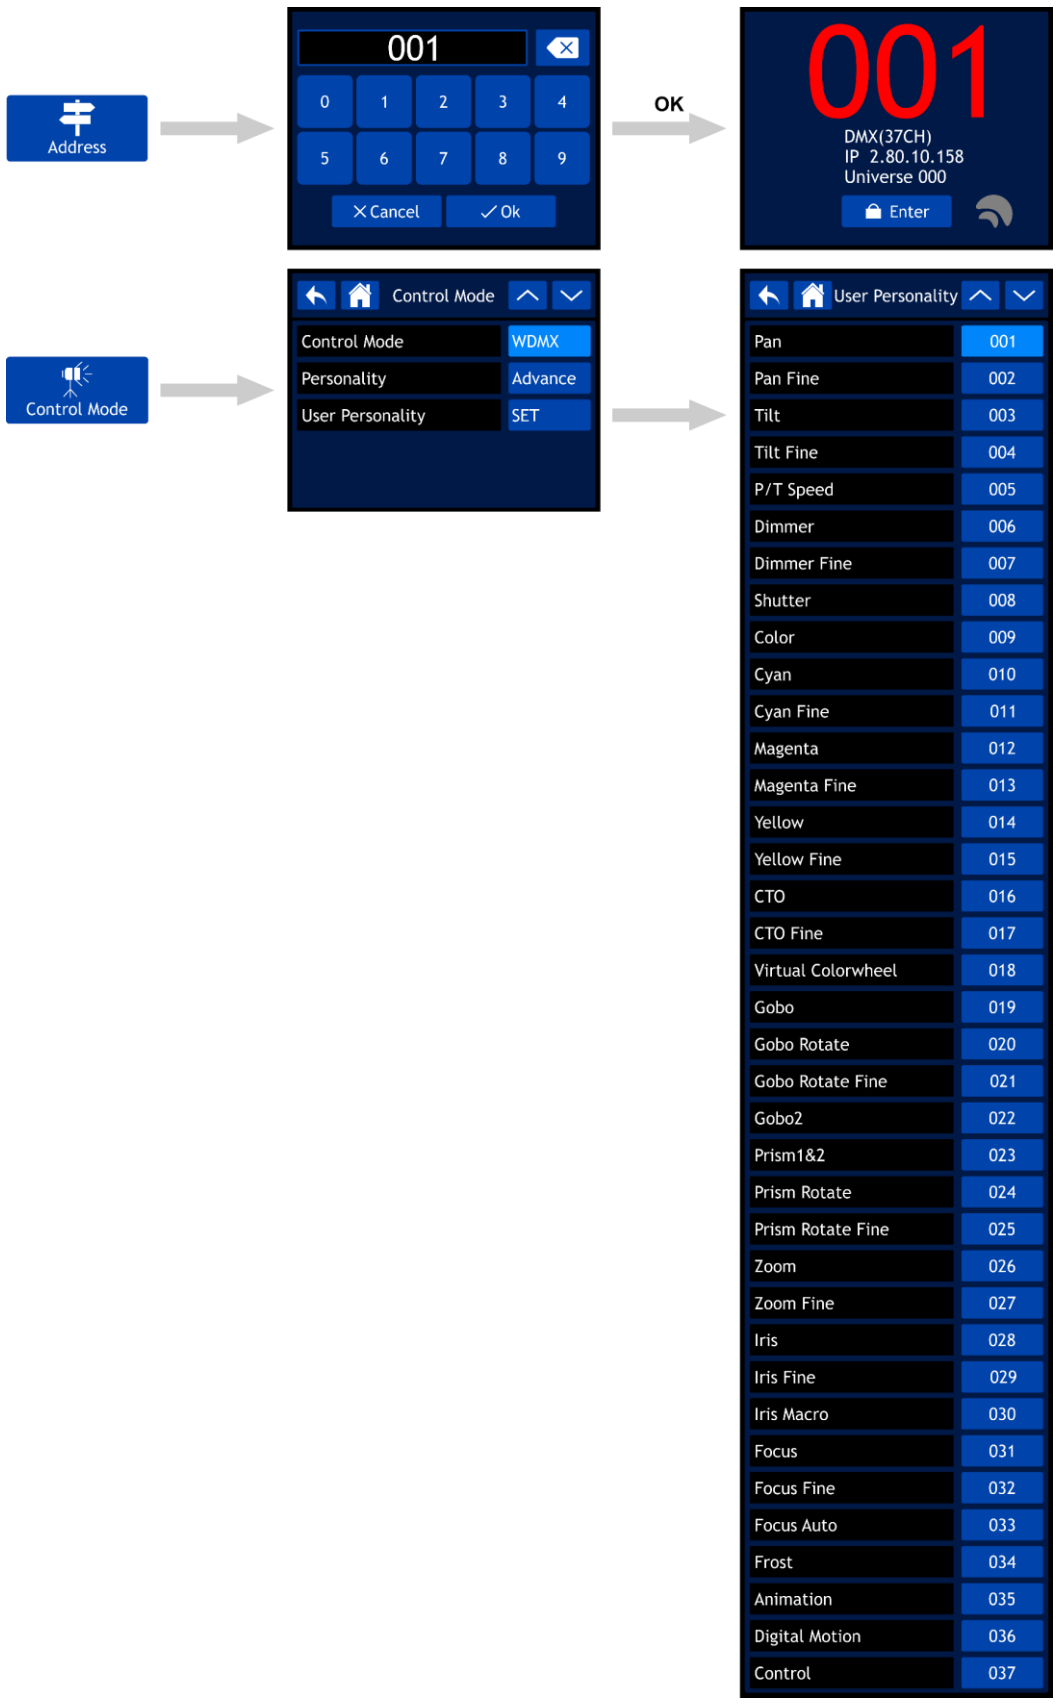 Address
001
0 1 2 3 4
5 6 7 8 9
Cancel Ok
OK
001
DMX(37CH)
IP 2.80.10.158
Universe 000
Enter
Control Mode
Control Mode
Control Mode WDMX
Personality Advance
User Personality SET
User Personality
Pan 001
Pan Fine 002
Tilt 003
Tilt Fine 004
P/T Speed 005
Dimmer 006
Dimmer Fine 007
Shutter 008
Color 009
Cyan 010
Cyan Fine 011
Magenta 012
Magenta Fine 013
Yellow 014
Yellow Fine 015
CTO 016
CTO Fine 017
Virtual Colorwheel 018
Gobo 019
Gobo Rotate 020
Gobo Rotate Fine 021
Gobo2 022
Prism1&2 023
Prism Rotate 024
Prism Rotate Fine 025
Zoom 026
Zoom Fine 027
Iris 028
Iris Fine 029
Iris Macro 030
Focus 031
Focus Fine 032
Focus Auto 033
Frost 034
Animation 035
Digital Motion 036
Control 037